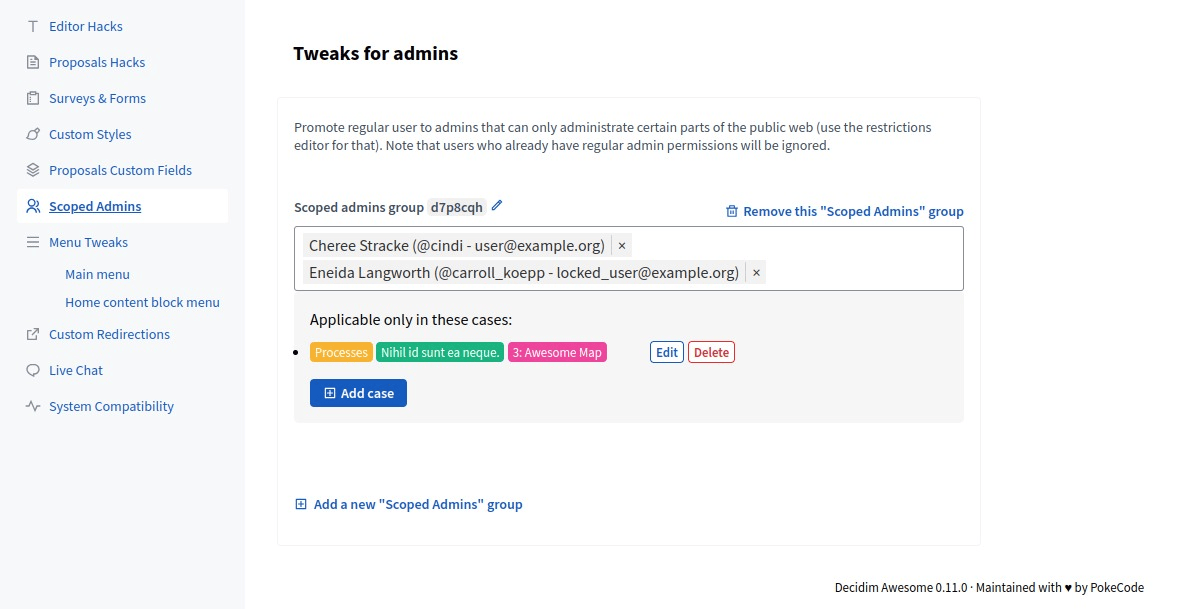 Editor Hacks
Proposals Hacks
Surveys & Forms
Custom Styles
Proposals Custom Fields
Scoped Admins
Menu Tweaks
Main menu
Home content block menu
Custom Redirections
Live Chat
System Compatibility
Tweaks for admins
Promote regular user to admins that can only administrate certain parts of the public web (use the restrictions
editor for that). Note that users who already have regular admin permissions will be ignored.
Scoped admins group d7p8cqh
Remove this "Scoped Admins" group
Cheree Stracke (@cindi - user@example.org) ×
Eneida Langworth (@carroll_koepp - locked_user@example.org) ×
Applicable only in these cases:
Processes Nihil id sunt ea neque. 3: Awesome Map Edit Delete
Add case
Add a new "Scoped Admins" group
Decidim Awesome 0.11.0 · Maintained with ♥ by PokeCode